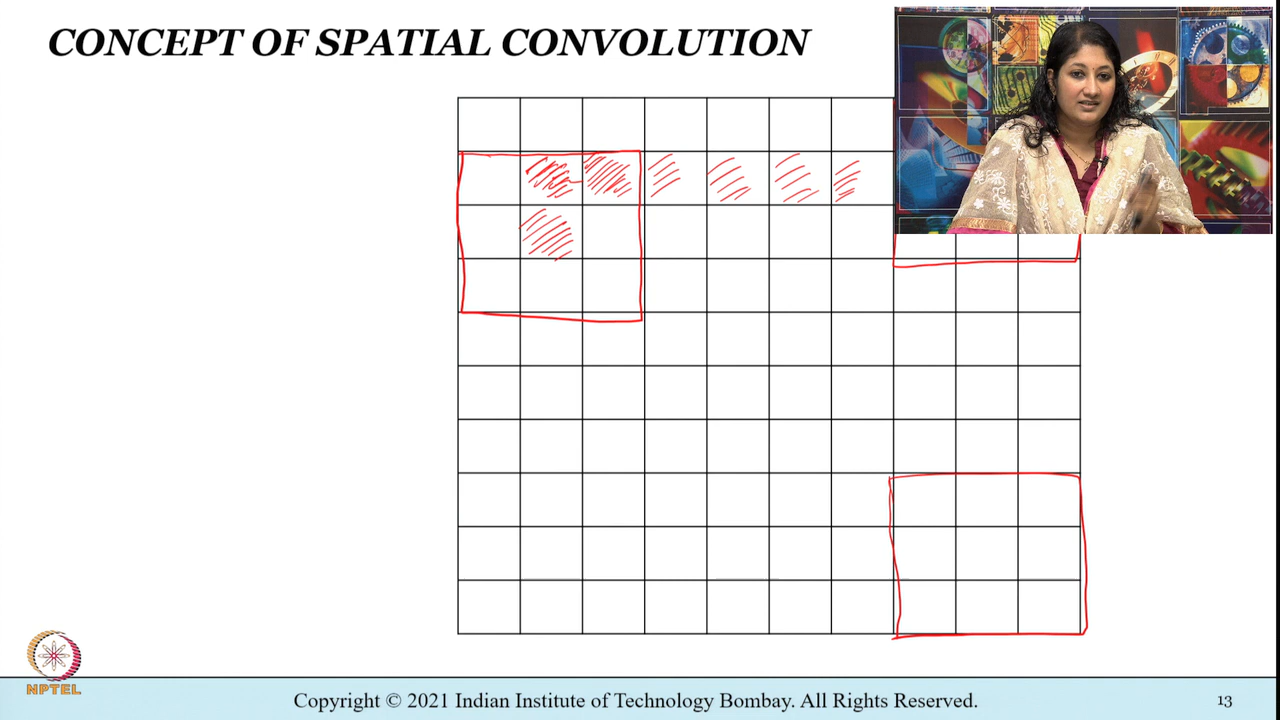 CONCEPT OF SPATIAL CONVOLUTION
NPTEL
Copyright © 2021 Indian Institute of Technology Bombay. All Rights Reserved.
13